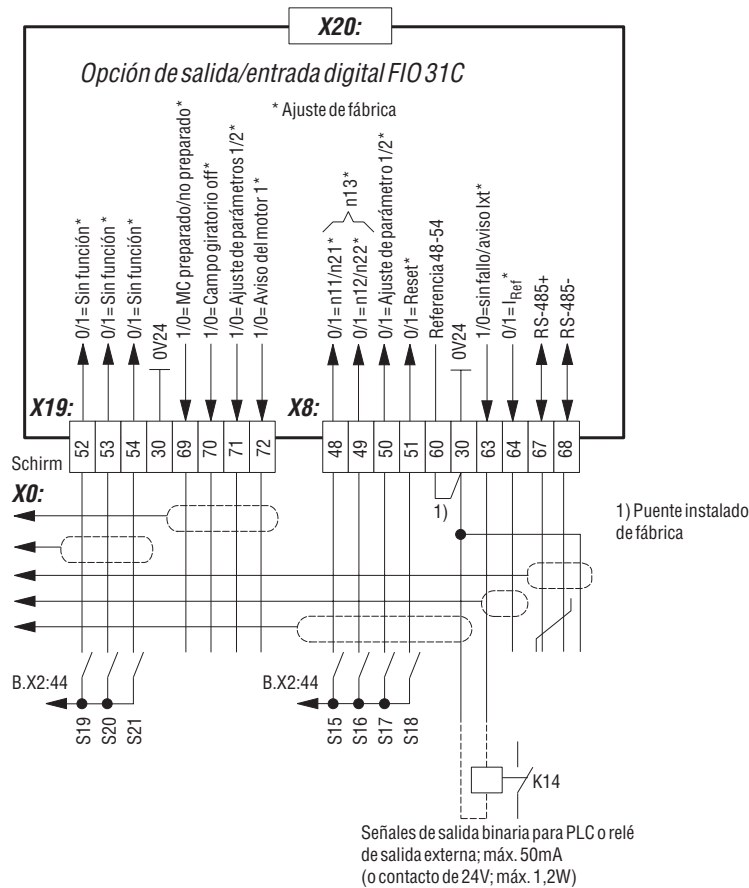 X20:
Opción de salida/entrada digital FIO 31C
* Ajuste de fábrica
0/1= Sin función*
0/1= Sin función*
0/1= Sin función*
0V24
1/0= MC preparado/no preparado*
1/0= Campo giratorio off*
1/0= Ajuste de parámetros 1/2*
1/0= Aviso del motor 1*
n13*
0/1= n11/n21*
0/1= n12/n22*
0/1= Ajuste de parámetro 1/2*
0/1= Reset*
Referencia 48-54
0V24
1/0= sin fallo/aviso Ixt*
0/1= IRef*
RS-485+
RS-485-
X19:
X8:
52
53
54
30
69
70
71
72
48
49
50
51
60
30
63
64
67
68
Schirm
X0:
1)
1) Puente instalado
de fábrica
B.X2:44
S19
S20
S21
B.X2:44
S15
S16
S17
S18
K14
Señales de salida binaria para PLC o relé
de salida externa; máx. 50mA
(o contacto de 24V; máx. 1,2W)